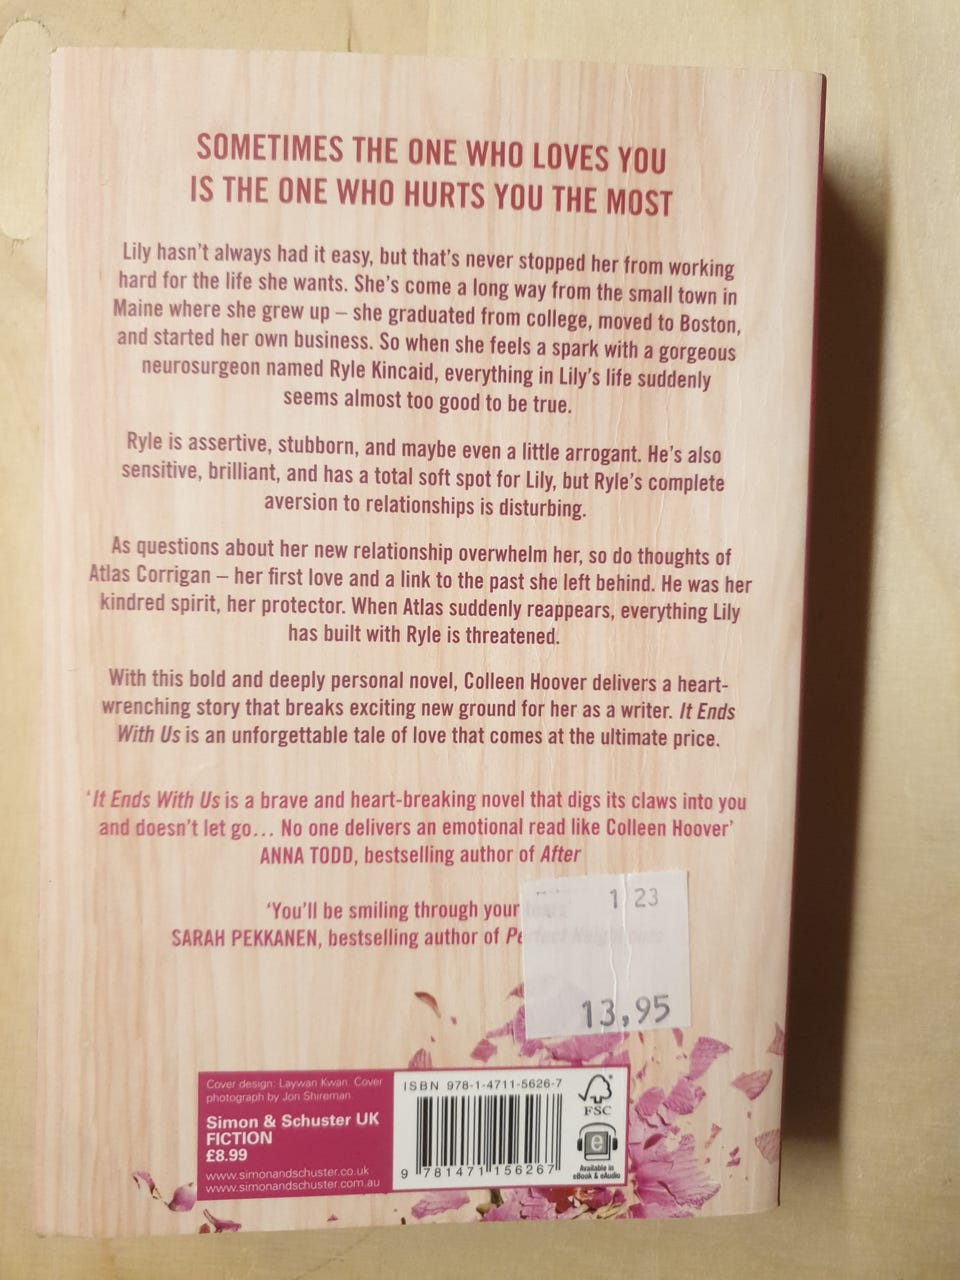 SOMETIMES THE ONE WHO LOVES YOU
IS THE ONE WHO HURTS YOU THE MOST
Lily hasn't always had it easy, but that's never stopped her from working
hard for the life she wants. She's come a long way from the small town in
Maine where she grew up – she graduated from college, moved to Boston,
and started her own business. So when she feels a spark with a gorgeous
neurosurgeon named Ryle Kincaid, everything in Lily's life suddenly
seems almost too good to be true.
Ryle is assertive, stubborn, and maybe even a little arrogant. He's also
sensitive, brilliant, and has a total soft spot for Lily, but Ryle's complete
aversion to relationships is disturbing.
As questions about her new relationship overwhelm her, so do thoughts of
Atlas Corrigan – her first love and a link to the past she left behind. He was her
kindred spirit, her protector. When Atlas suddenly reappears, everything Lily
has built with Ryle is threatened.
With this bold and deeply personal novel, Colleen Hoover delivers a heart-
wrenching story that breaks exciting new ground for her as a writer. It Ends
With Us is an unforgettable tale of love that comes at the ultimate price.
'It Ends With Us is a brave and heart-breaking novel that digs its claws into you
and doesn't let go... No one delivers an emotional read like Colleen Hoover'
ANNA TODD, bestselling author of After
'You'll be smiling through your
SARAH PEKKANEN, bestselling author of Perfect
1 23
13,95
Cover design: Laywan Kwan. Cover
photograph by Jon Shireman
Simon & Schuster UK
FICTION
£8.99
www.simonandschuster.co.uk
www.simonandschuster.com.au
ISBN 978-1-4711-5626-7
9 781471 156267
FSC
e
Available in
eBook & eAudio